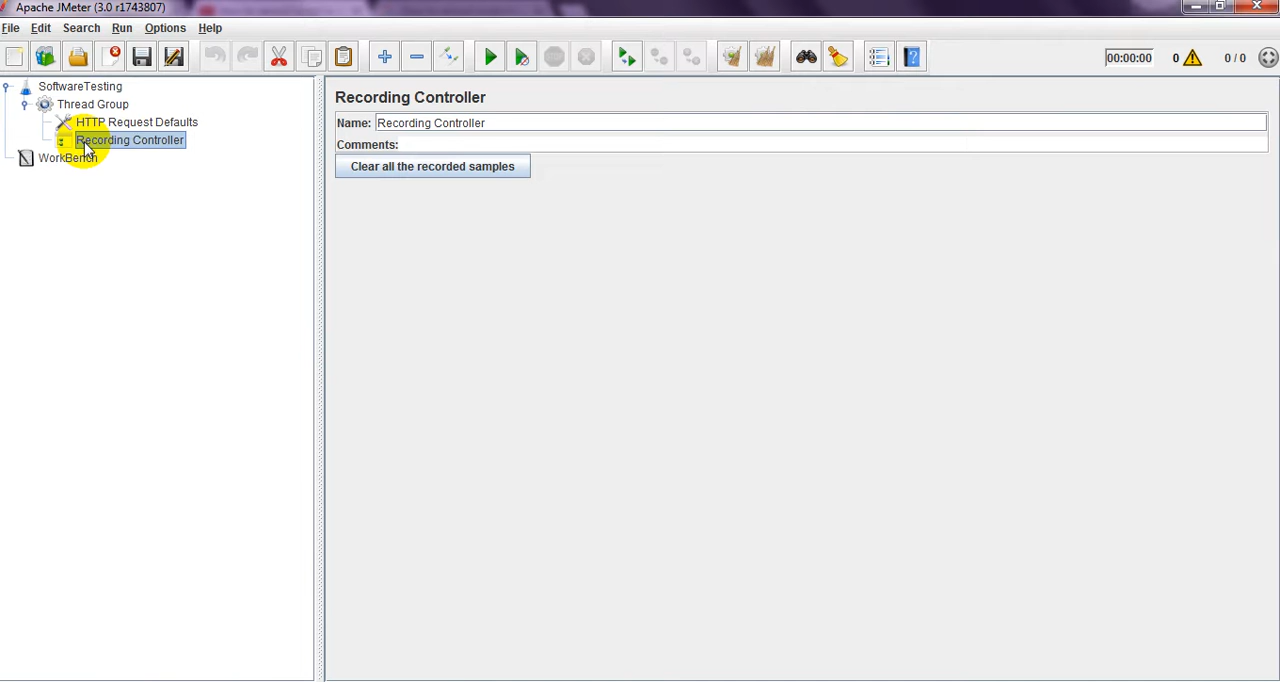 Apache JMeter (3.0 r1743807)
File Edit Search Run Options Help
00:00:00 0 0 / 0
SoftwareTesting
Thread Group
HTTP Request Defaults
Recording Controller
WorkBench
Recording Controller
Name: Recording Controller
Comments:
Clear all the recorded samples